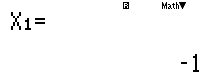 R Math▼
X1=
-1